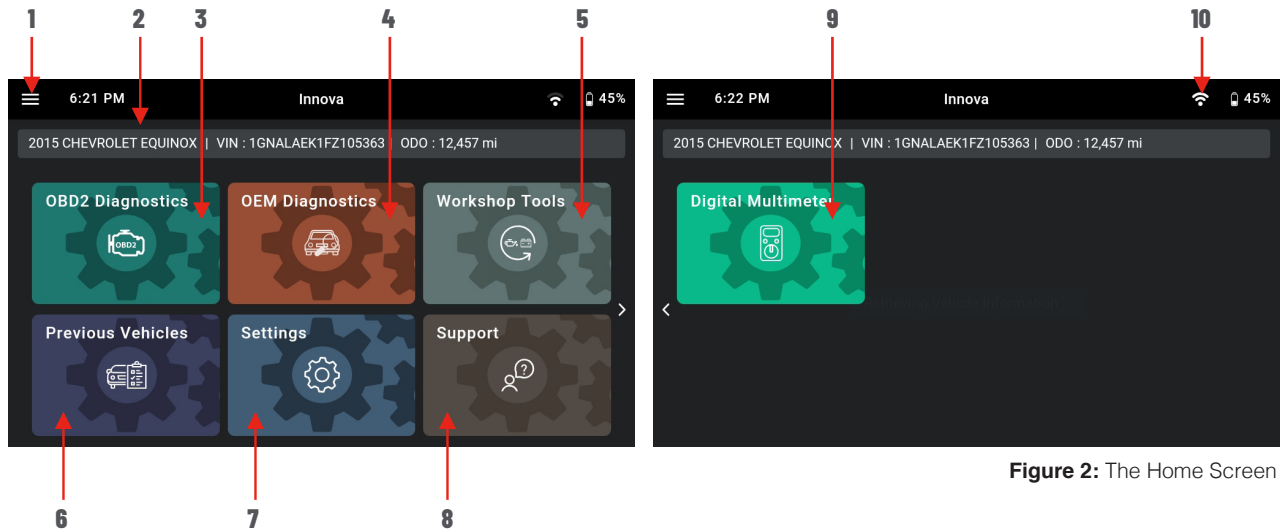 1 2 3 4 5 9 10
6:21 PM Innova 45%
6:22 PM Innova 45%
2015 CHEVROLET EQUINOX | VIN : 1GNALAEK1FZ105363 | ODO : 12,457 mi
2015 CHEVROLET EQUINOX | VIN : 1GNALAEK1FZ105363 | ODO : 12,457 mi
OBD2 Diagnostics OEM Diagnostics Workshop Tools
OBD2
Digital Multimeter
Previous Vehicles Settings Support
?
Figure 2: The Home Screen
6 7 8